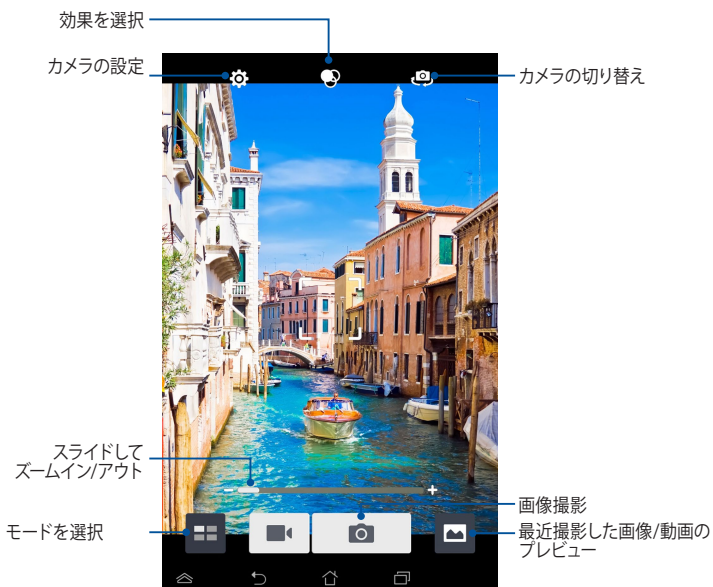 効果を選択
カメラの設定
カメラの切り替え
スライドして
ズームイン/アウト
画像撮影
モードを選択
最近撮影した画像/動画の
プレビュー